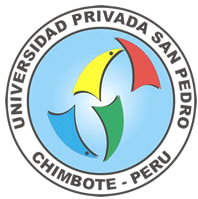 UNIVERSIDAD PRIVADA SAN PEDRO
CHIMBOTE - PERU